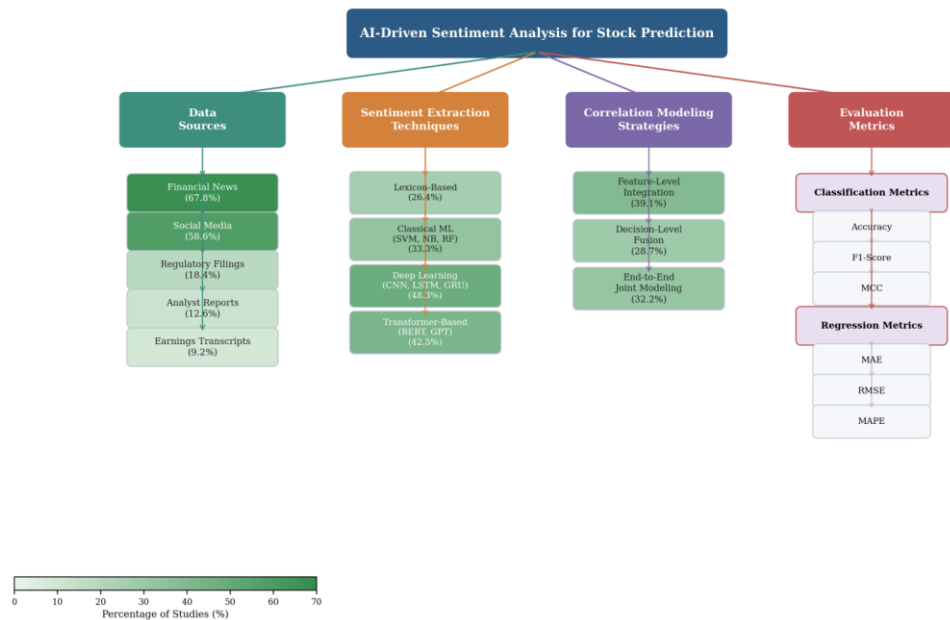 AI-Driven Sentiment Analysis for Stock Prediction
Data
Sources
Financial News
(67.8%)
Social Media
(58.6%)
Regulatory Filings
(18.4%)
Analyst Reports
(12.6%)
Earnings Transcripts
(9.2%)
Sentiment Extraction
Techniques
Lexicon-Based
(26.4%)
Classical ML
(SVM, NB, RF)
(33.3%)
Deep Learning
(CNN, LSTM, GRU)
(48.3%)
Transformer-Based
(BERT, GPT)
(42.5%)
Correlation Modeling
Strategies
Feature-Level
Integration
(39.1%)
Decision-Level
Fusion
(28.7%)
End-to-End
Joint Modeling
(32.2%)
Evaluation
Metrics
Classification Metrics
Accuracy
F1-Score
MCC
Regression Metrics
MAE
RMSE
MAPE
0 10 20 30 40 50 60 70
Percentage of Studies (%)